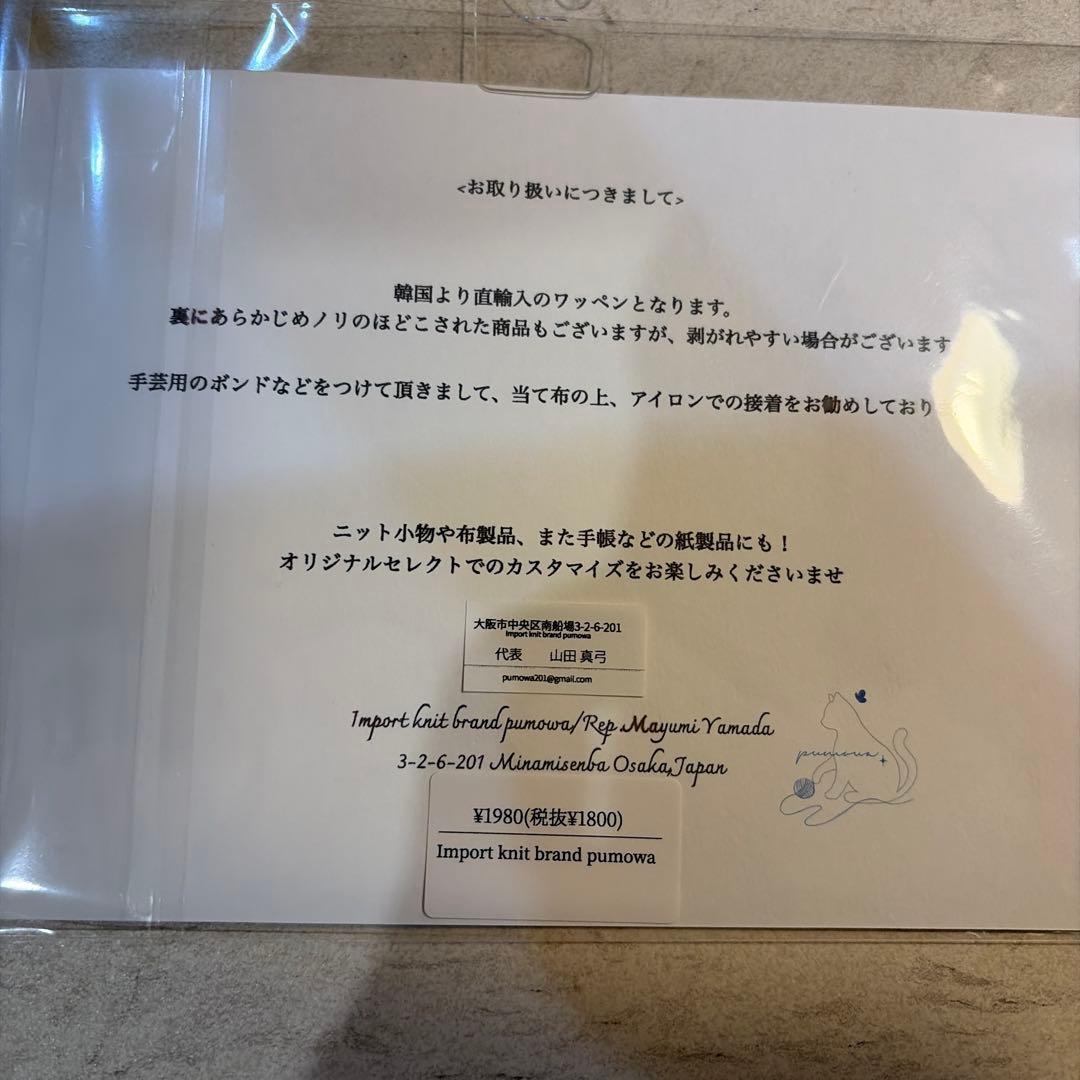 <お取り扱いにつきまして>
韓国より直輸入のワッペンとなります。
裏にあらかじめノリのほどこされた商品もございますが、剥がれやすい場合がございます
手芸用のボンドなどをつけて頂きまして、当て布の上、アイロンでの接着をお勧めしており
ニット小物や布製品、また手帳などの紙製品にも！
オリジナルセレクトでのカスタマイズをお楽しみくださいませ
大阪市中央区南船場3-2-6-201
Import knit brand pumowa
代表 山田 真弓
pumowa201@gmail.com
Import knit brand pumowa/Rep.Mayumi Yamada
3-2-6-201 Minamisenba Osaka,Japan
pumowa
¥1980(税抜¥1800)
Import knit brand pumowa